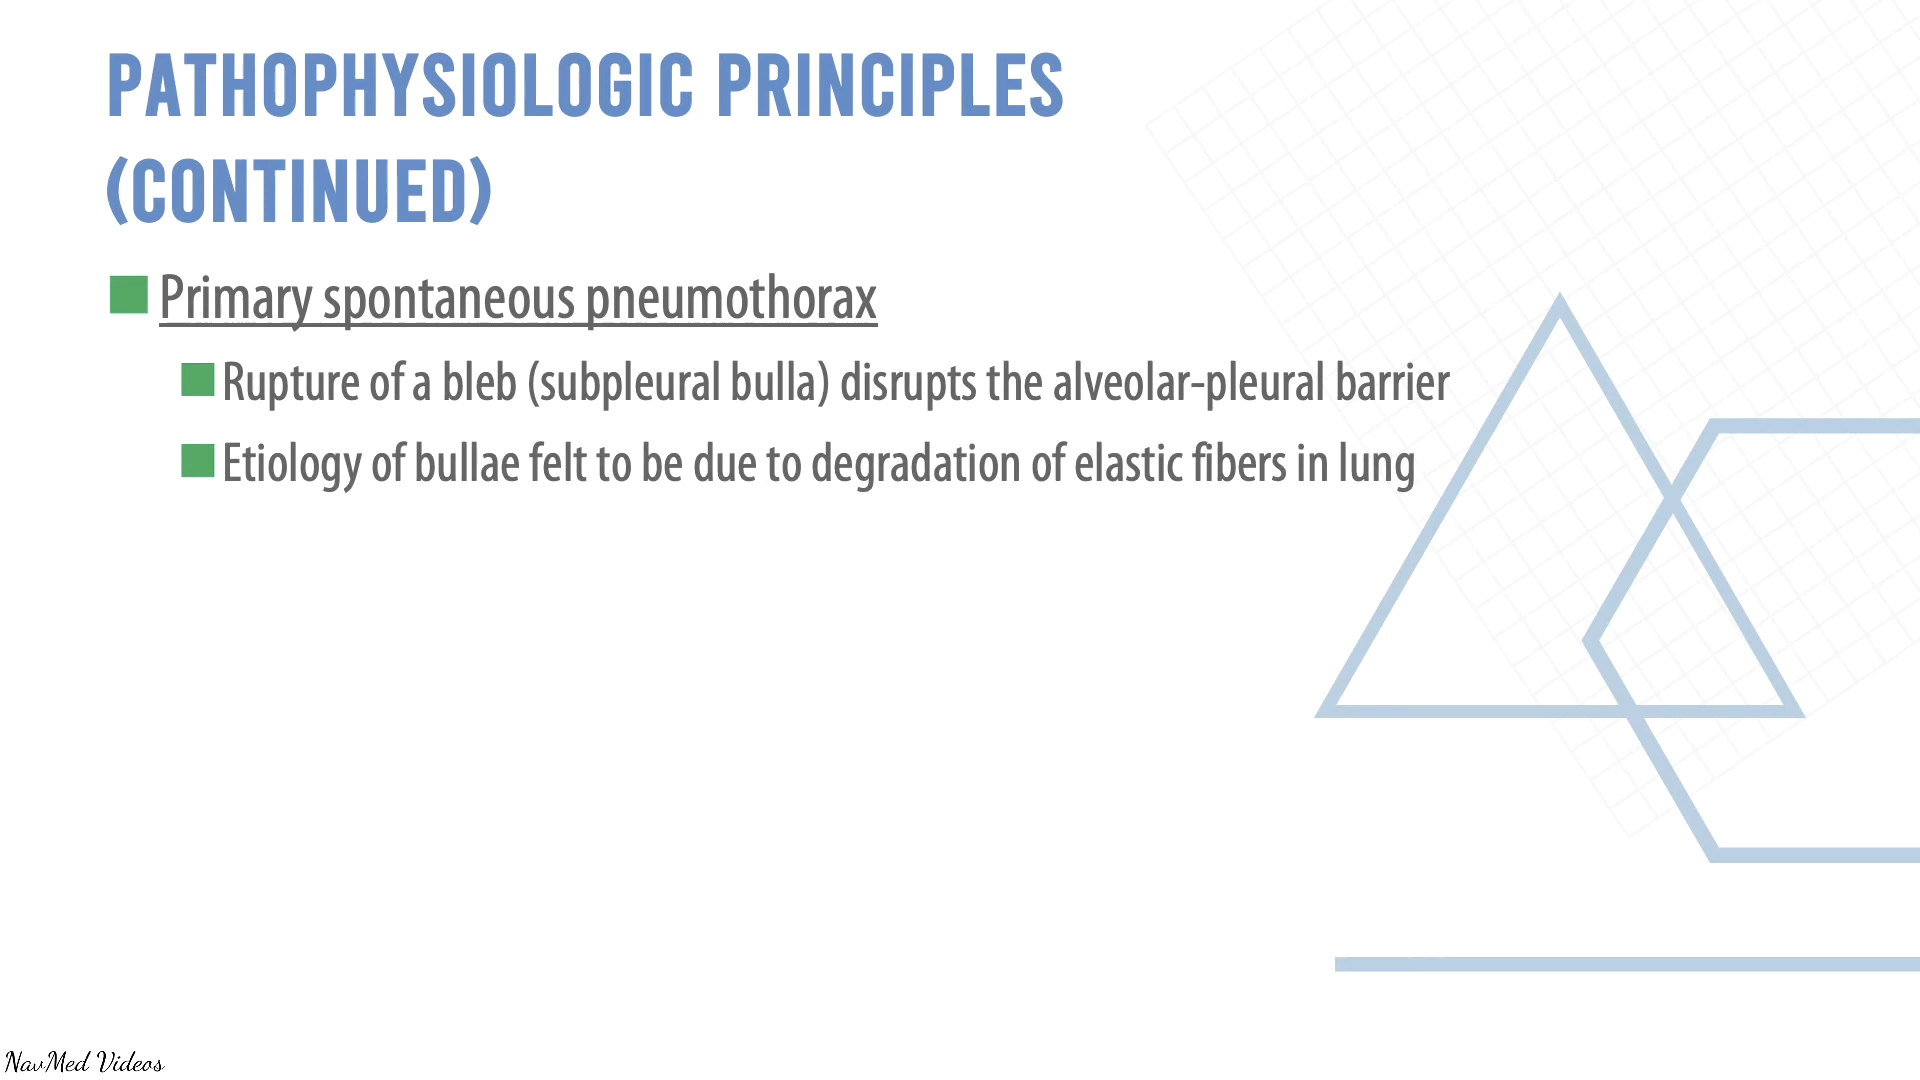 PATHOPHYSIOLOGIC PRINCIPLES
(CONTINUED)
Primary spontaneous pneumothorax
Rupture of a bleb (subpleural bulla) disrupts the alveolar-pleural barrier
Etiology of bullae felt to be due to degradation of elastic fibers in lung
NavMed Videos